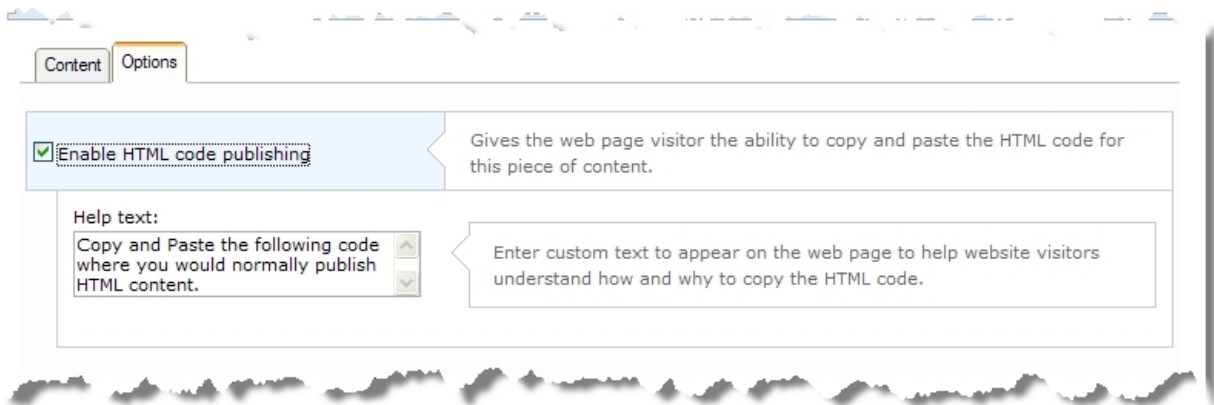 Content
Options
Enable HTML code publishing
Gives the web page visitor the ability to copy and paste the HTML code for
this piece of content.
Help text:
Copy and Paste the following code
where you would normally publish
HTML content.
Enter custom text to appear on the web page to help website visitors
understand how and why to copy the HTML code.